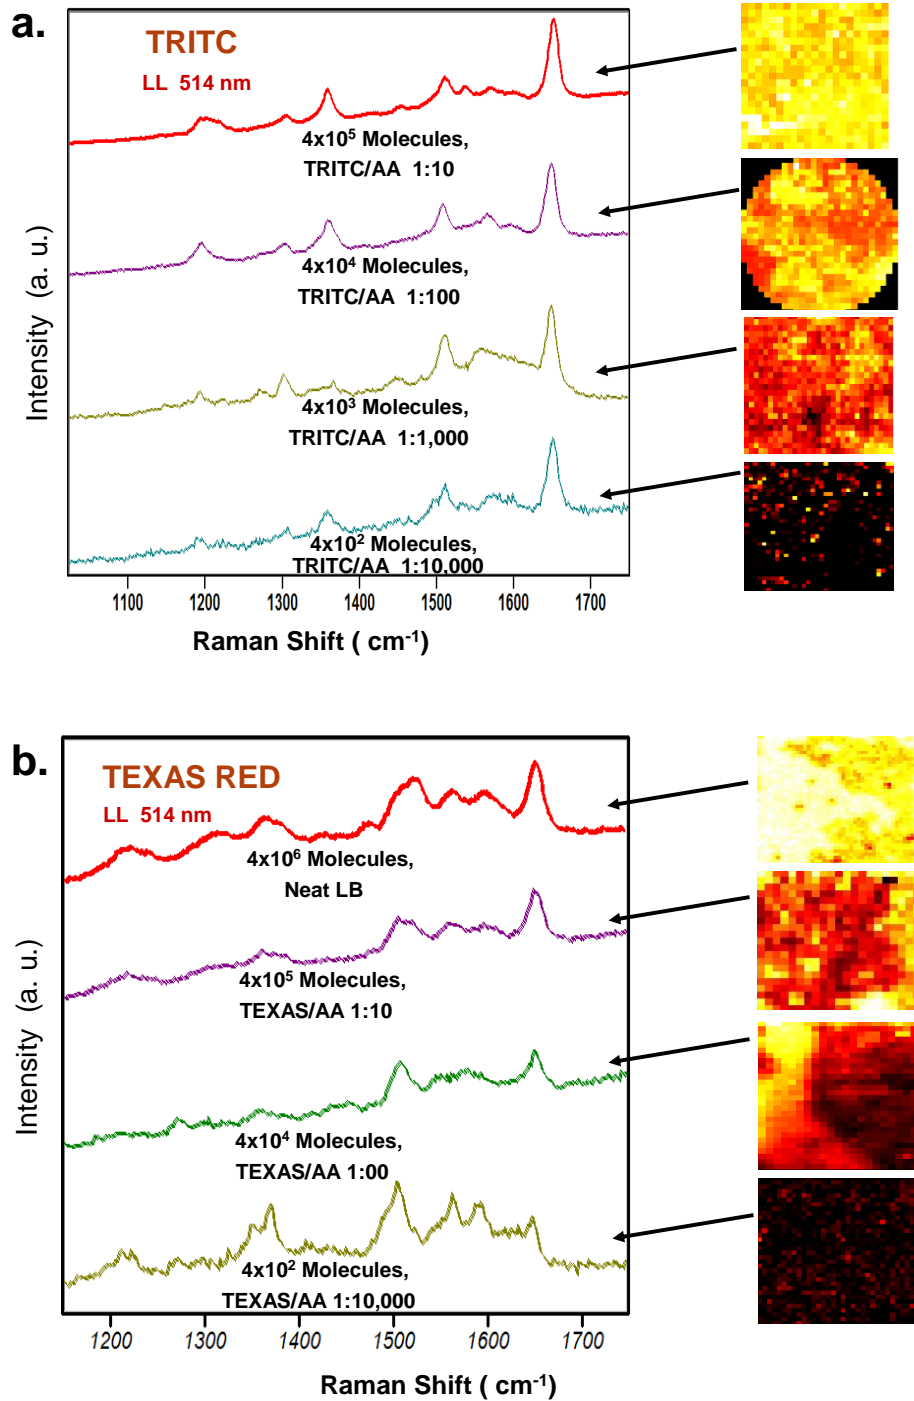 a.
TRITC
LL 514 nm
4x10⁵ Molecules,
TRITC/AA 1:10
4x10⁴ Molecules,
TRITC/AA 1:100
4x10³ Molecules,
TRITC/AA 1:1,000
4x10² Molecules,
TRITC/AA 1:10,000
Intensity (a. u.)
1100 1200 1300 1400 1500 1600 1700
Raman Shift ( cm⁻¹)
b.
TEXAS RED
LL 514 nm
4x10⁶ Molecules,
Neat LB
4x10⁵ Molecules,
TEXAS/AA 1:10
4x10⁴ Molecules,
TEXAS/AA 1:00
4x10² Molecules,
TEXAS/AA 1:10,000
Intensity (a. u.)
1200 1300 1400 1500 1600 1700
Raman Shift ( cm⁻¹)